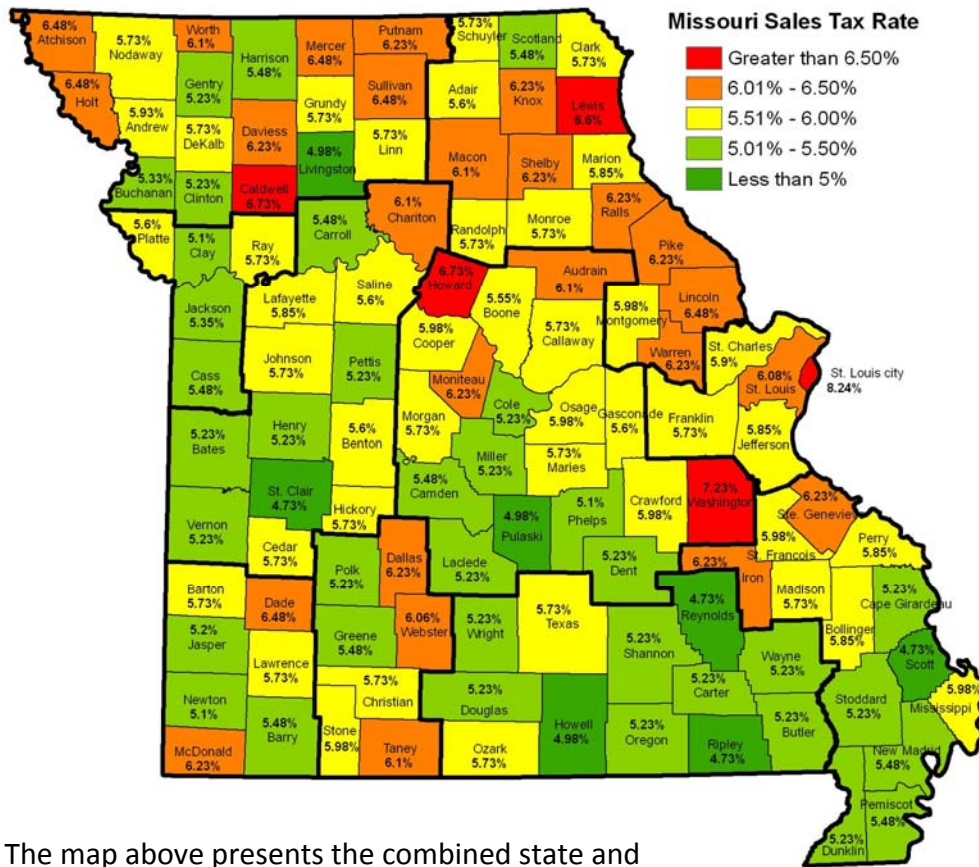 Missouri Sales Tax Rate
Greater than 6.50%
6.01% - 6.50%
5.51% - 6.00%
5.01% - 5.50%
Less than 5%
6.48%
Atchison
5.73%
Nodaway
Worth
6.1%
Harrison
5.48%
Mercer
6.48%
Putnam
6.23%
5.73%
Schuyler
Scotland
5.48%
Clark
5.73%
6.48%
Holt
Gentry
5.23%
5.93%
Andrew
5.73%
DeKalb
Daviess
6.23%
Grundy
5.73%
Sullivan
6.48%
Adair
5.6%
6.23%
Knox
Lewis
6.6%
5.73%
Linn
4.98%
Livingston
Macon
6.1%
Shelby
6.23%
Marion
5.85%
5.33%
Buchanan
5.23%
Clinton
Caldwell
6.73%
6.1%
Chariton
6.23%
Ralls
5.6%
Platte
5.1%
Clay
Ray
5.73%
5.48%
Carroll
Randolph
5.73%
Monroe
5.73%
Pike
6.23%
Jackson
5.35%
Lafayette
5.85%
Saline
5.6%
6.73%
Howard
5.55%
Boone
Audrain
6.1%
5.98%
Montgomery
Lincoln
6.48%
5.98%
Cooper
5.73%
Callaway
Warren
6.23%
St. Charles
5.9%
6.08%
St. Louis
St. Louis city
8.24%
Johnson
5.73%
Pettis
5.23%
Cass
5.48%
Moniteau
6.23%
Cole
5.23%
Osage
5.98%
Gasconade
5.6%
Franklin
5.73%
5.85%
Jefferson
5.23%
Bates
Henry
5.23%
5.6%
Benton
Morgan
5.73%
Miller
5.23%
5.73%
Maries
St. Clair
4.73%
Hickory
5.73%
5.48%
Camden
4.98%
Pulaski
5.1%
Phelps
Crawford
5.98%
7.23%
Washington
6.23%
Ste. Genevieve
5.98%
St. Francois
Perry
5.85%
Vernon
5.23%
Cedar
5.73%
Polk
5.23%
Dallas
6.23%
Laclede
5.23%
5.23%
Dent
6.23%
Iron
Madison
5.73%
Bollinger
5.85%
5.23%
Cape Girardeau
Barton
5.73%
Dade
6.48%
Greene
5.48%
6.06%
Webster
5.23%
Wright
5.73%
Texas
5.23%
Shannon
4.73%
Reynolds
Wayne
5.23%
4.73%
Scott
5.2%
Jasper
Lawrence
5.73%
5.73%
Christian
5.23%
Douglas
5.23%
Carter
Stoddard
5.23%
5.98%
Mississippi
Newton
5.1%
5.48%
Barry
Stone
5.98%
Taney
6.1%
Ozark
5.73%
Howell
4.98%
5.23%
Oregon
Ripley
4.73%
5.23%
Butler
McDonald
6.23%
New Madrid
5.48%
Pemiscot
5.48%
5.23%
Dunklin
The map above presents the combined state and